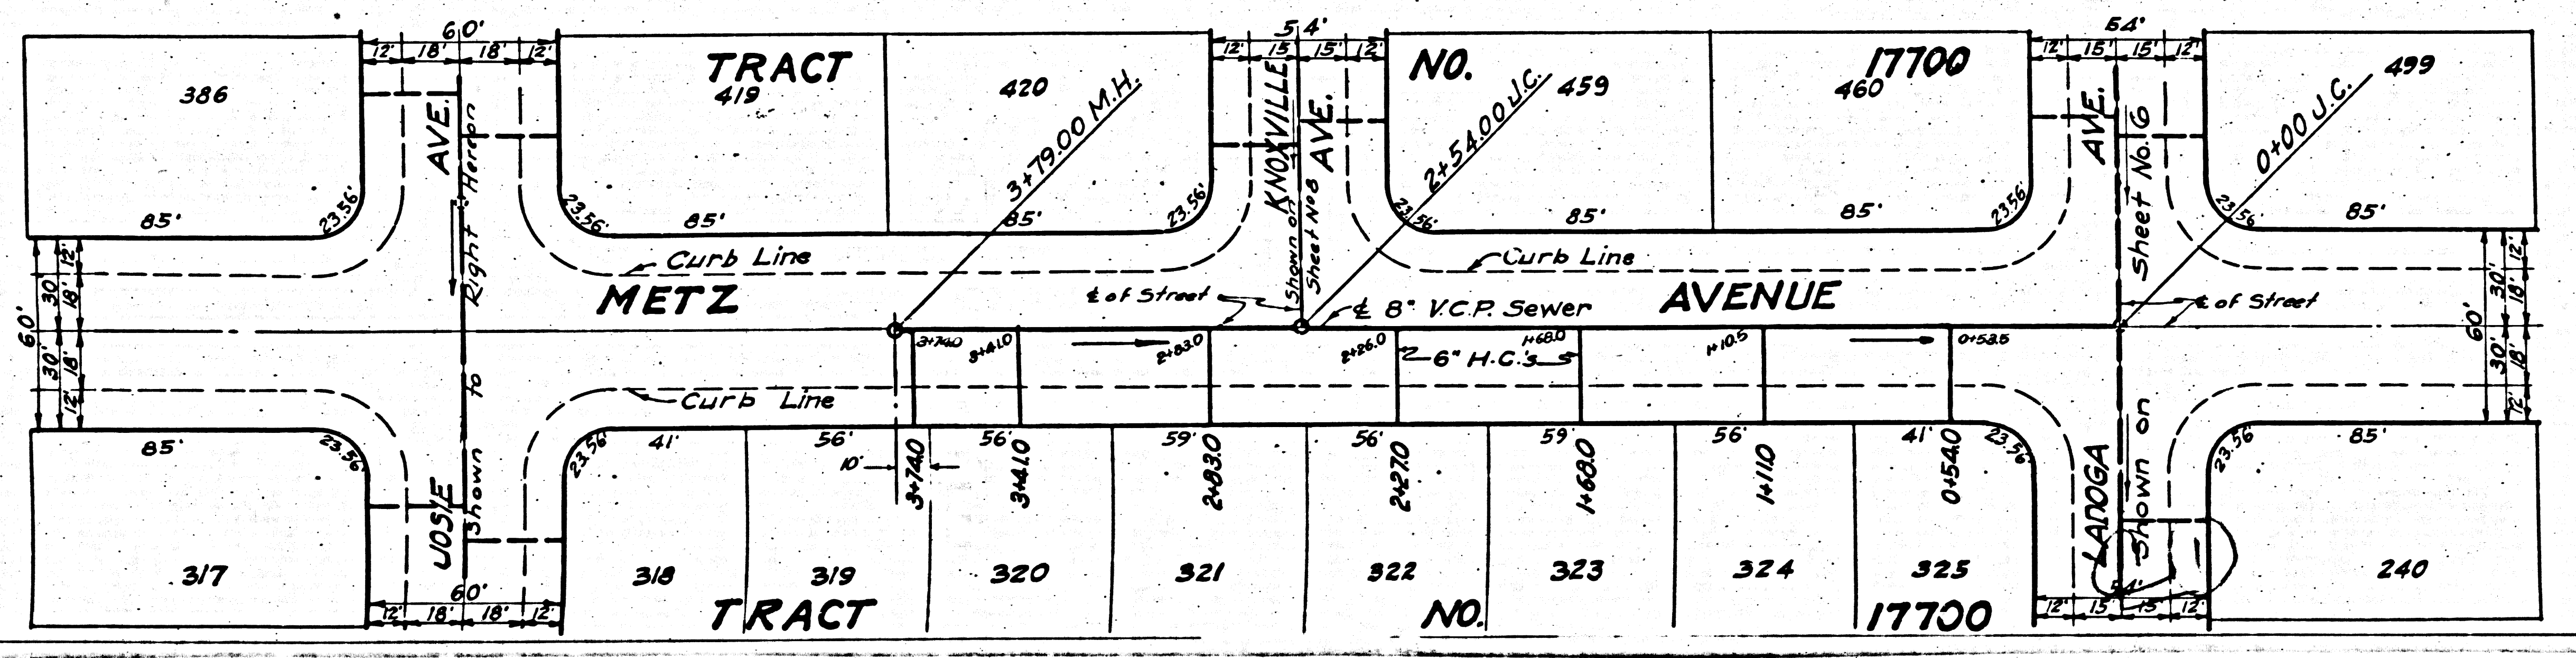 60'
54'
54'
12' 18' 18' 12'
12' 15 15' 12'
12' 15' 15' 12'
TRACT NO. 17700
386
419
420
459
460
499
AVE.
KNOXVILLE AVE.
AVE.
Shown to Right Hereon
Shown on Sheet No 8
Shown on Sheet No. 6
3+79.00 M.H.
2+54.00 J.C.
0+00 J.C.
85' 23.56'
23.56' 85' 85' 23.56'
23.56' 85' 85' 23.56'
23.56' 85'
Curb Line
Curb Line
METZ AVENUE
℄ of Street
℄ 8" V.C.P. Sewer
℄ of Street
60'
30' 30'
12' 18' 18' 12'
60'
30' 30'
12' 18' 18' 12'
3+74.0
3+41.0
2+83.0
2+26.0
6" H.C.'s
1+68.0
1+10.5
0+53.5
Curb Line
85' 23.56'
23.56' 41' 56' 56' 59' 56' 59' 56' 41' 23.56'
23.56' 85'
10'
3+74.0
3+41.0
2+83.0
2+27.0
1+68.0
1+11.0
0+54.0
JOSIE
LADOGA
317
318
319
320
321
322
323
324
325
240
60'
54'
12' 18' 18' 12'
12' 15' 15' 12'
TRACT NO. 17700